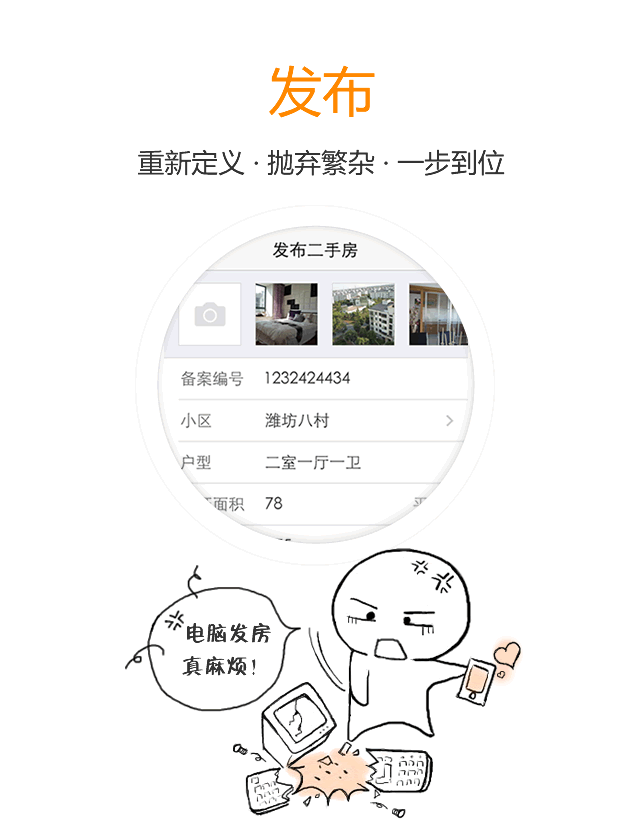 发布
重新定义·抛弃繁杂·一步到位
发布二手房
备案编号 1232424434
小区 潍坊八村
户型 二室一厅一卫
面积 78
电脑发房
真麻烦!